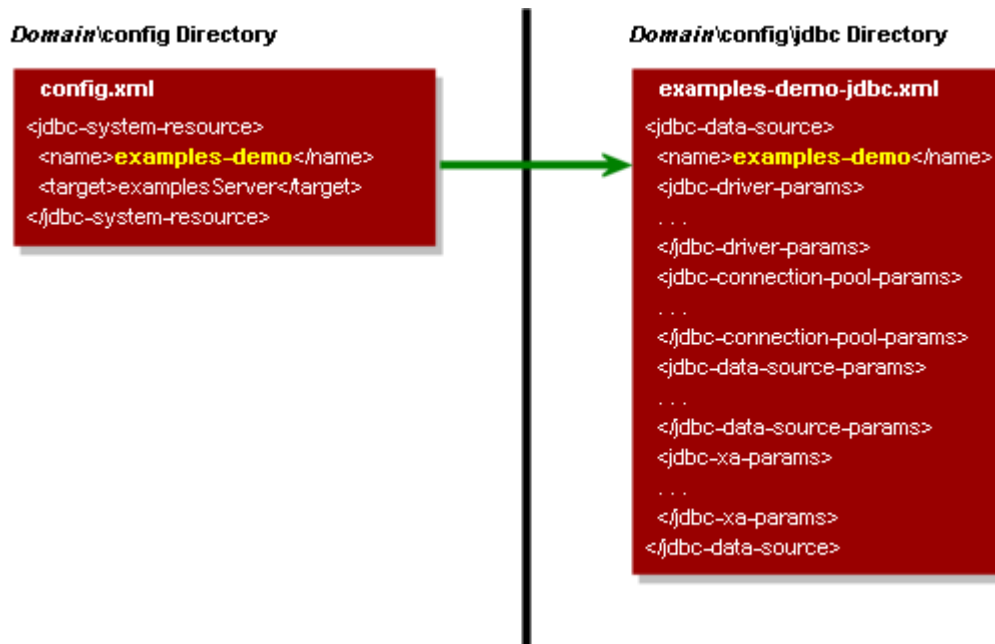 Domain\config Directory
config.xml
<jdbc-system-resource>
<name>examples-demo</name>
<target>examplesServer</target>
</jdbc-system-resource>
Domain\config\jdbc Directory
examples-demo-jdbc.xml
<jdbc-data-source>
<name>examples-demo</name>
<jdbc-driver-params>
. . .
</jdbc-driver-params>
<jdbc-connection-pool-params>
. . .
</jdbc-connection-pool-params>
<jdbc-data-source-params>
. . .
</jdbc-data-source-params>
<jdbc-xa-params>
. . .
</jdbc-xa-params>
</jdbc-data-source>